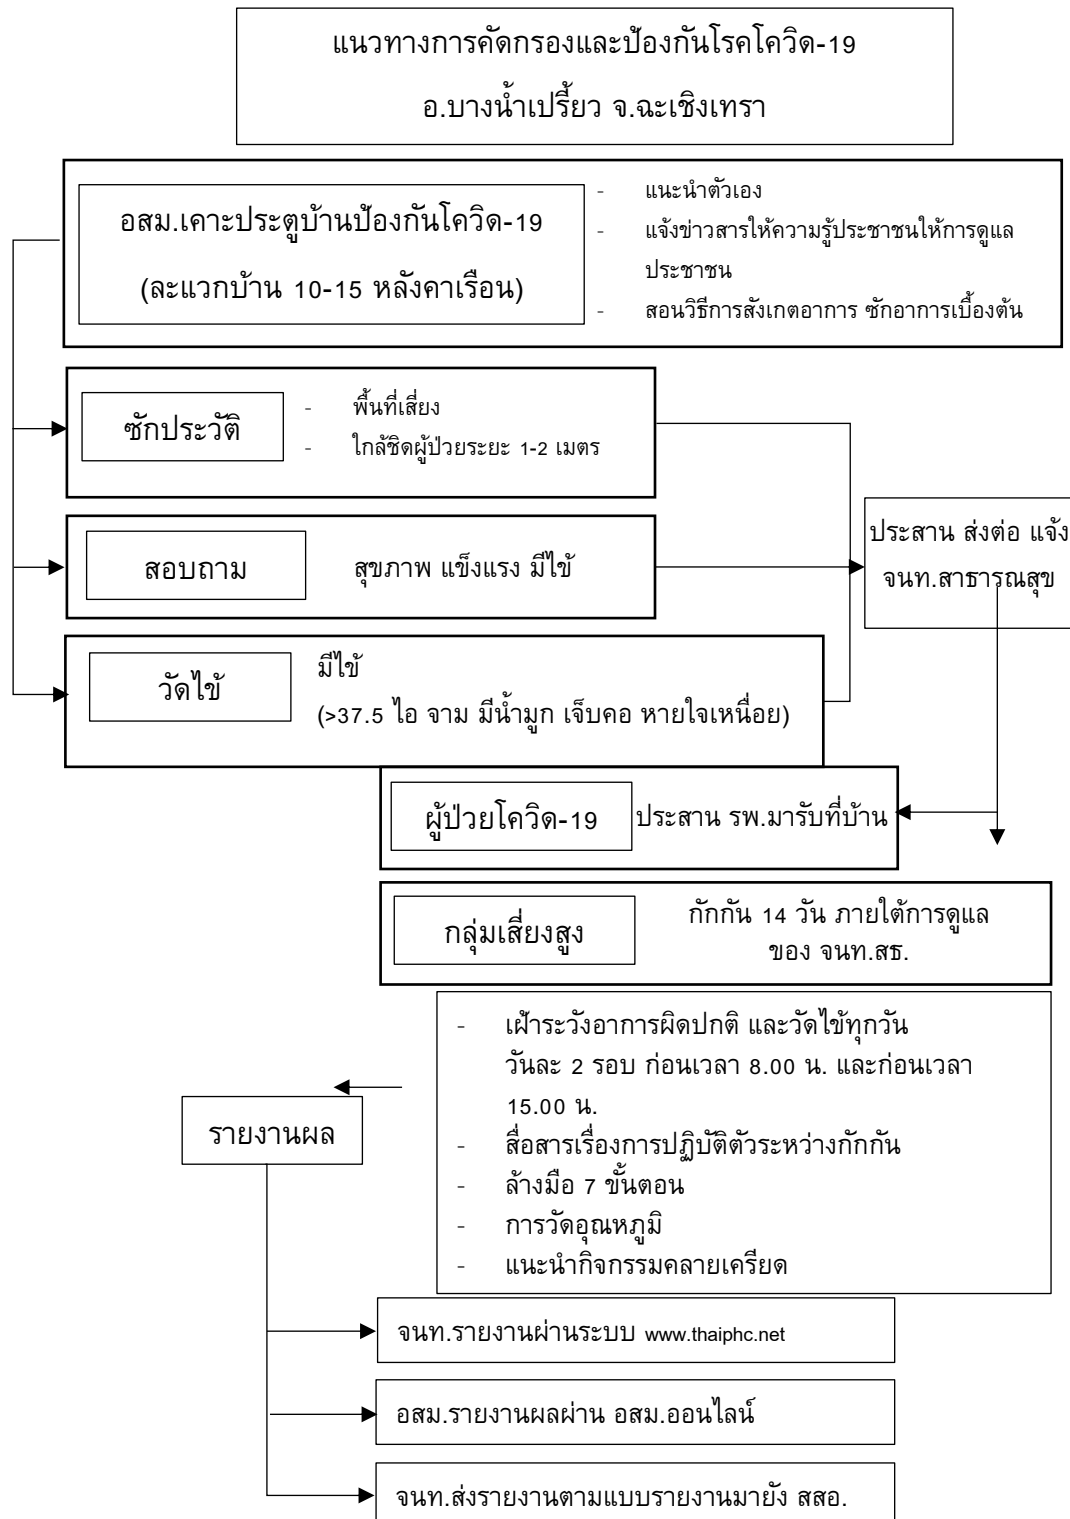 แนวทางการคัดกรองและป้องกันโรคโควิด-19
อ.บางน้ำเปรี้ยว จ.ฉะเชิงเทรา
อสม.เคาะประตูบ้านป้องกันโควิด-19
(ละแวกบ้าน 10-15 หลังคาเรือน)
- แนะนำตัวเอง
- แจ้งข่าวสารให้ความรู้ประชาชนให้การดูแล
ประชาชน
- สอนวิธีการสังเกตอาการ ซักอาการเบื้องต้น
ซักประวัติ
- พื้นที่เสี่ยง
- ใกล้ชิดผู้ป่วยระยะ 1-2 เมตร
สอบถาม
สุขภาพ แข็งแรง มีไข้
วัดไข้
มีไข้
(>37.5 ไอ จาม มีน้ำมูก เจ็บคอ หายใจเหนื่อย)
ประสาน ส่งต่อ แจ้ง
จนท.สาธารณสุข
ผู้ป่วยโควิด-19
ประสาน รพ.มารับที่บ้าน
กลุ่มเสี่ยงสูง
กักกัน 14 วัน ภายใต้การดูแล
ของ จนท.สธ.
- เฝ้าระวังอาการผิดปกติ และวัดไข้ทุกวัน
วันละ 2 รอบ ก่อนเวลา 8.00 น. และก่อนเวลา
15.00 น.
- สื่อสารเรื่องการปฏิบัติตัวระหว่างกักกัน
- ล้างมือ 7 ขั้นตอน
- การวัดอุณหภูมิ
- แนะนำกิจกรรมคลายเครียด
รายงานผล
จนท.รายงานผ่านระบบ www.thaiphc.net
อสม.รายงานผลผ่าน อสม.ออนไลน์
จนท.ส่งรายงานตามแบบรายงานมายัง สสอ.